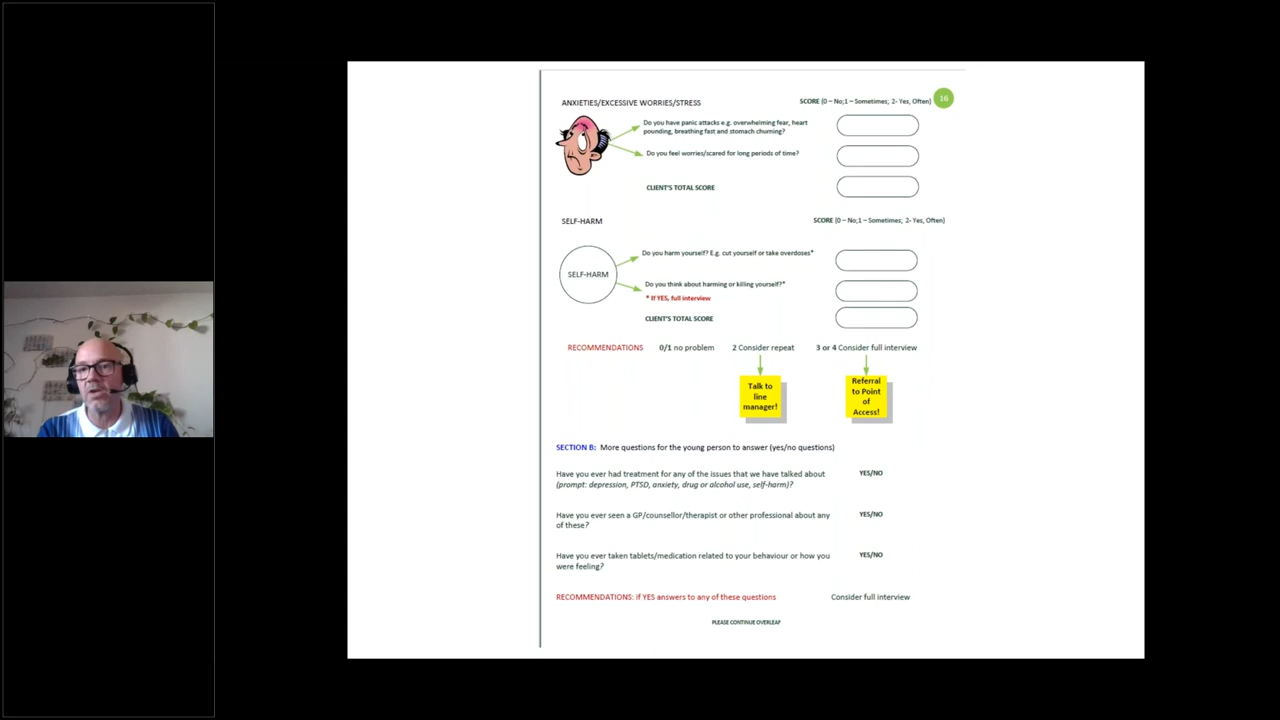 ANXIETIES/EXCESSIVE WORRIES/STRESS
SCORE (0 – No;1 – Sometimes; 2- Yes, Often)
16
Do you have panic attacks e.g. overwhelming fear, heart
pounding, breathing fast and stomach churning?
Do you feel worries/scared for long periods of time?
CLIENT'S TOTAL SCORE
SELF-HARM
SCORE (0 – No;1 – Sometimes; 2- Yes, Often)
SELF-HARM
Do you harm yourself? E.g. cut yourself or take overdoses*
Do you think about harming or killing yourself?*
* If YES, full interview
CLIENT'S TOTAL SCORE
RECOMMENDATIONS 0/1 no problem 2 Consider repeat 3 or 4 Consider full interview
Talk to
line
manager!
Referral
to Point
of
Access!
SECTION B: More questions for the young person to answer (yes/no questions)
Have you ever had treatment for any of the issues that we have talked about YES/NO
(prompt: depression, PTSD, anxiety, drug or alcohol use, self-harm)?
Have you ever seen a GP/counsellor/therapist or other professional about any YES/NO
of these?
Have you ever taken tablets/medication related to your behaviour or how you YES/NO
were feeling?
RECOMMENDATIONS: if YES answers to any of these questions Consider full interview
PLEASE CONTINUE OVERLEAF